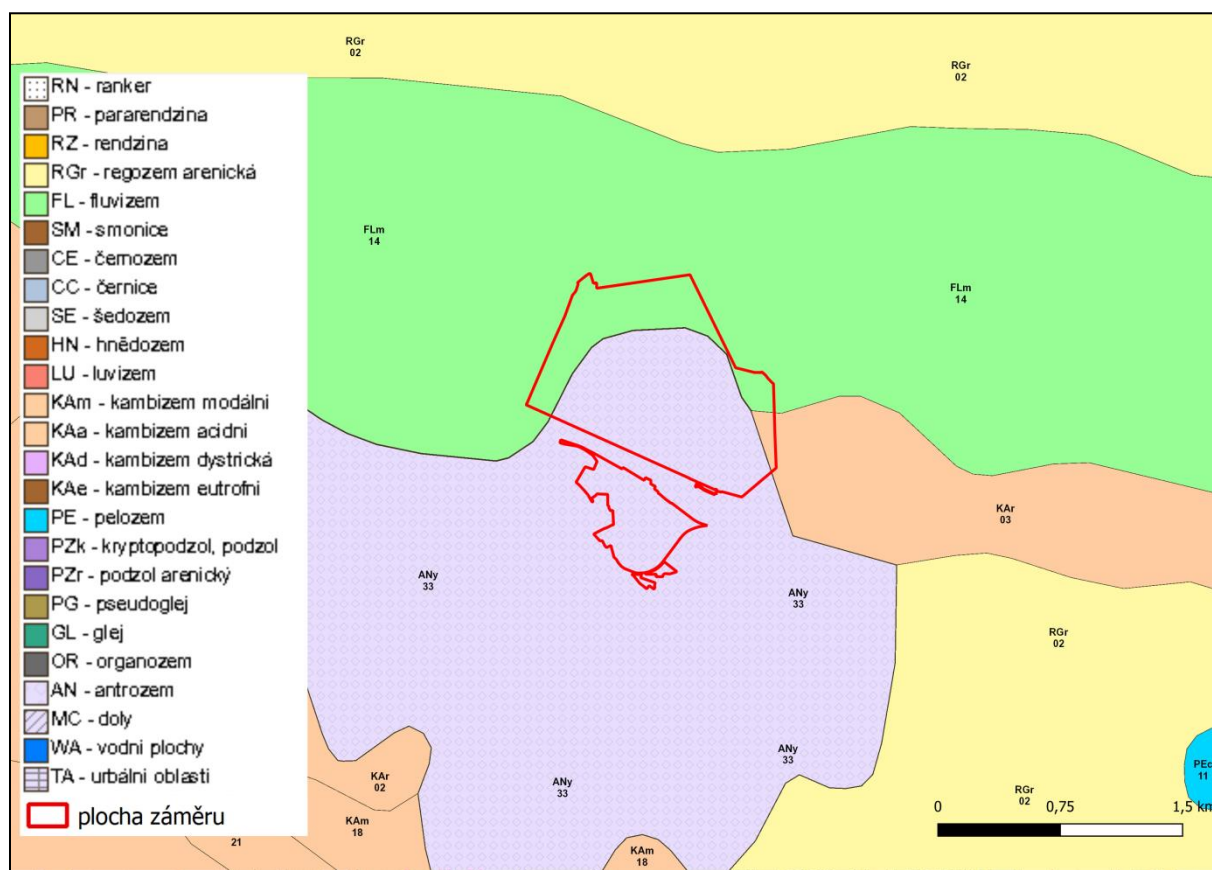 RGr
02
RGr
02
RN - ranker
PR - pararendzina
RZ - rendzina
RGr - regozem arenická
FL - fluvizem
SM - smonice
CE - černozem
CC - černice
SE - šedozem
HN - hnědozem
LU - luvizem
KAm - kambizem modální
KAa - kambizem acidní
KAd - kambizem dystrická
KAe - kambizem eutrofní
PE - pelozem
PZk - kryptopodzol, podzol
PZr - podzol arenický
PG - pseudoglej
GL - glej
OR - organozem
AN - antrozem
MC - doly
WA - vodní plochy
TA - urbální oblasti
plocha záměru
FLm
14
FLm
14
KAr
03
ANy
33
ANy
33
RGr
02
ANy
33
ANy
33
KAr
02
KAm
18
21
KAm
18
RGr
02
PEc
11
0 0,75 1,5 km